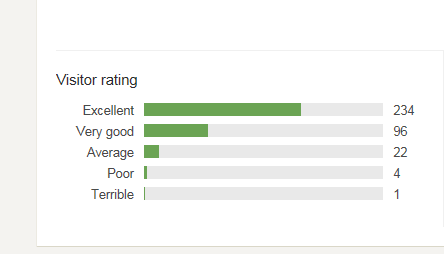 Visitor rating
Excellent 234
Very good 96
Average 22
Poor 4
Terrible 1